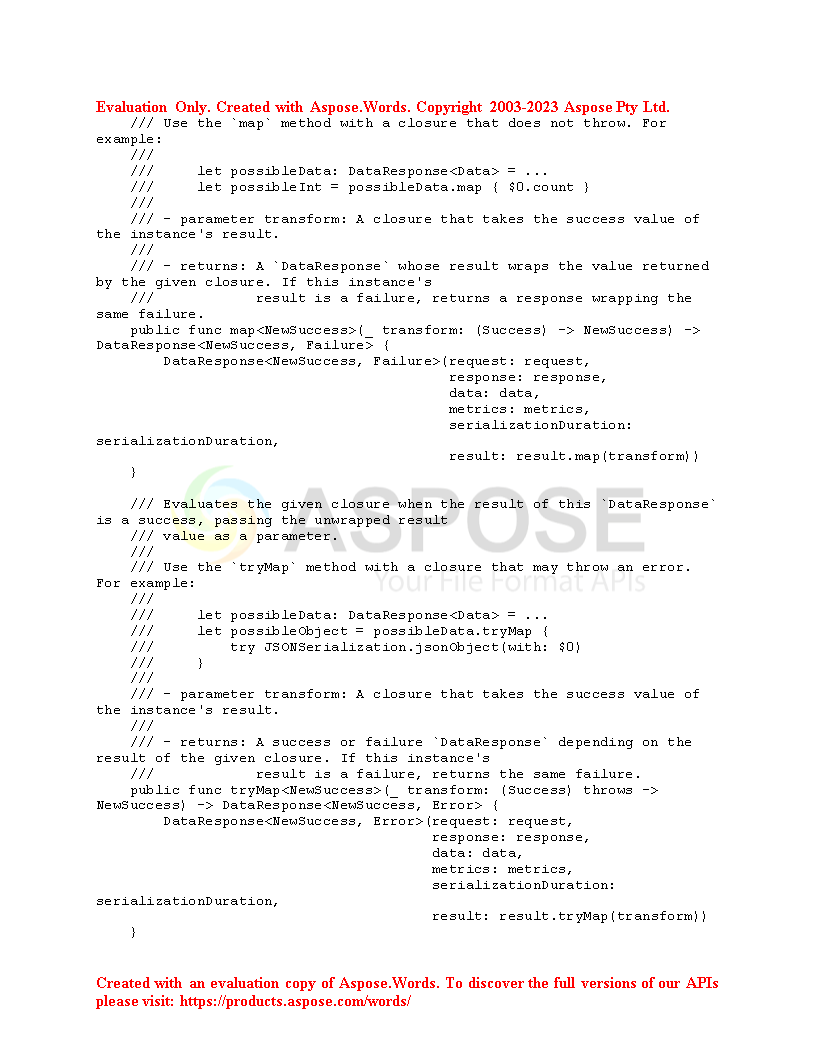 Evaluation Only. Created with Aspose.Words. Copyright 2003-2023 Aspose Pty Ltd.
/// Use the `map` method with a closure that does not throw. For
example:
///
///     let possibleData: DataResponse<Data> = ...
///     let possibleInt = possibleData.map { $0.count }
///
/// - parameter transform: A closure that takes the success value of
the instance's result.
///
/// - returns: A `DataResponse` whose result wraps the value returned
by the given closure. If this instance's
///            result is a failure, returns a response wrapping the
same failure.
public func map<NewSuccess>(_ transform: (Success) -> NewSuccess) ->
DataResponse<NewSuccess, Failure> {
DataResponse<NewSuccess, Failure>(request: request,
response: response,
data: data,
metrics: metrics,
serializationDuration:
serializationDuration,
result: result.map(transform))
}
/// Evaluates the given closure when the result of this `DataResponse`
is a success, passing the unwrapped result
/// value as a parameter.
///
/// Use the `tryMap` method with a closure that may throw an error.
For example:
///
///     let possibleData: DataResponse<Data> = ...
///     let possibleObject = possibleData.tryMap {
///         try JSONSerialization.jsonObject(with: $0)
///     }
///
/// - parameter transform: A closure that takes the success value of
the instance's result.
///
/// - returns: A success or failure `DataResponse` depending on the
result of the given closure. If this instance's
///            result is a failure, returns the same failure.
public func tryMap<NewSuccess>(_ transform: (Success) throws ->
NewSuccess) -> DataResponse<NewSuccess, Error> {
DataResponse<NewSuccess, Error>(request: request,
response: response,
data: data,
metrics: metrics,
serializationDuration:
serializationDuration,
result: result.tryMap(transform))
}
ASPOSE
Your File Format APIs
Created with an evaluation copy of Aspose.Words. To discover the full versions of our APIs
please visit: https://products.aspose.com/words/